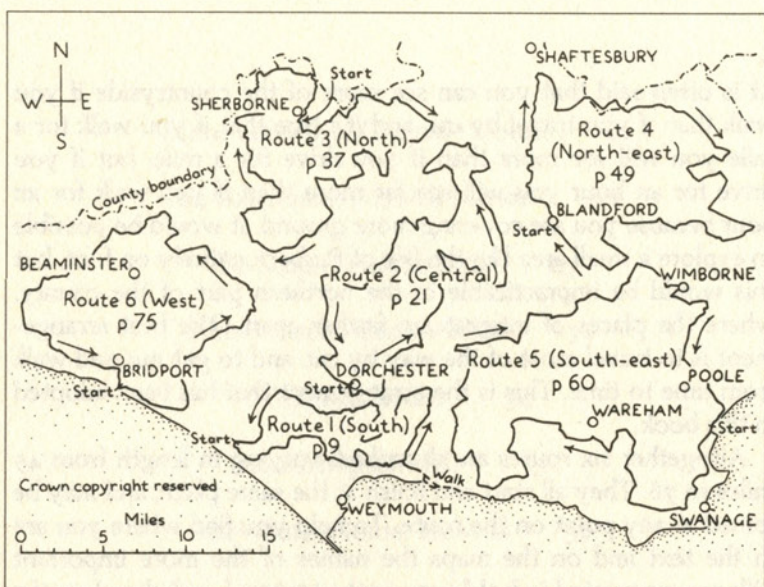 N
W E
S
SHAFTESBURY
Start
SHERBORNE
Route 3 (North)
p 37
Route 4
(North-east)
p 49
County boundary
BLANDFORD
Start
BEAMINSTER
Route 6 (West)
p 75
Route 2 (Central)
p 21
WIMBORNE
BRIDPORT
Start
DORCHESTER
Start
Route 5 (South-east)
p 60
POOLE
WAREHAM
Start
Start
Route 1 (South)
p 9
Crown copyright reserved
Walk
WEYMOUTH
SWANAGE
Miles
0 5 10 15